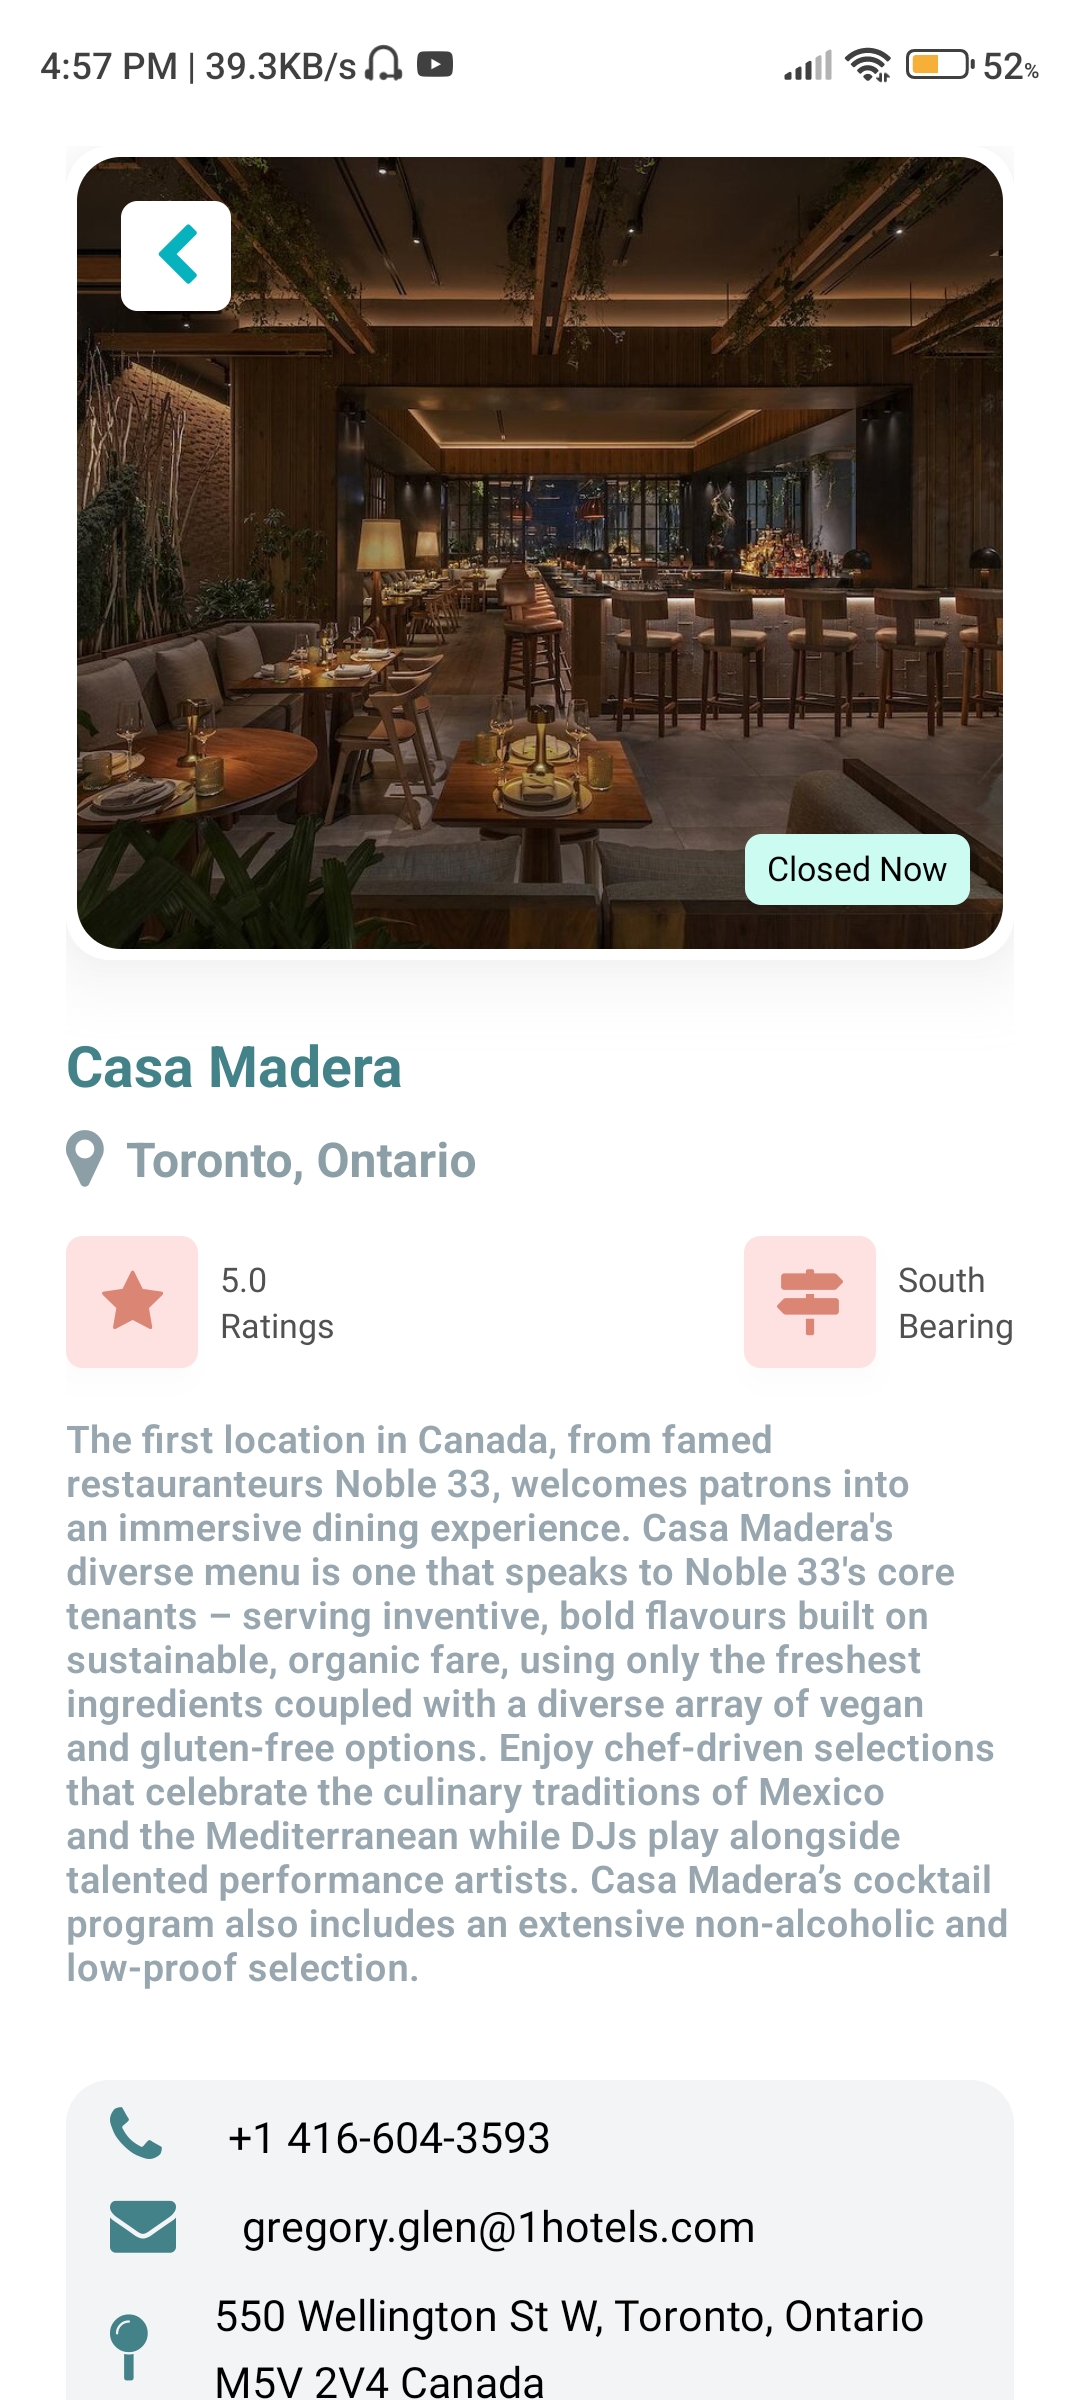 4:57 PM | 39.3KB/s
52%
Closed Now
Casa Madera
Toronto, Ontario
5.0
Ratings
South
Bearing
The first location in Canada, from famed
restauranteurs Noble 33, welcomes patrons into
an immersive dining experience. Casa Madera's
diverse menu is one that speaks to Noble 33's core
tenants – serving inventive, bold flavours built on
sustainable, organic fare, using only the freshest
ingredients coupled with a diverse array of vegan
and gluten-free options. Enjoy chef-driven selections
that celebrate the culinary traditions of Mexico
and the Mediterranean while DJs play alongside
talented performance artists. Casa Madera’s cocktail
program also includes an extensive non-alcoholic and
low-proof selection.
+1 416-604-3593
gregory.glen@1hotels.com
550 Wellington St W, Toronto, Ontario
M5V 2V4 Canada